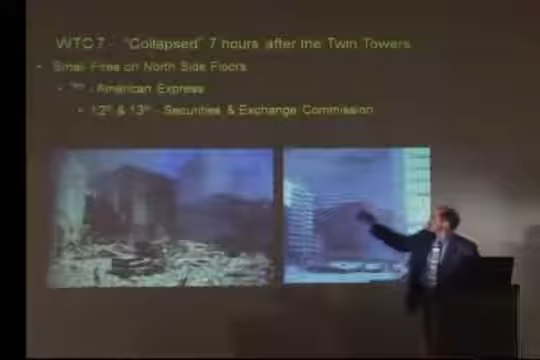 WTC 7 - "Collapsed" 7 hours after the Twin Towers
• Small Fires on North Side Floors
• 7th - American Express
• 12th & 13th - Securities & Exchange Commission